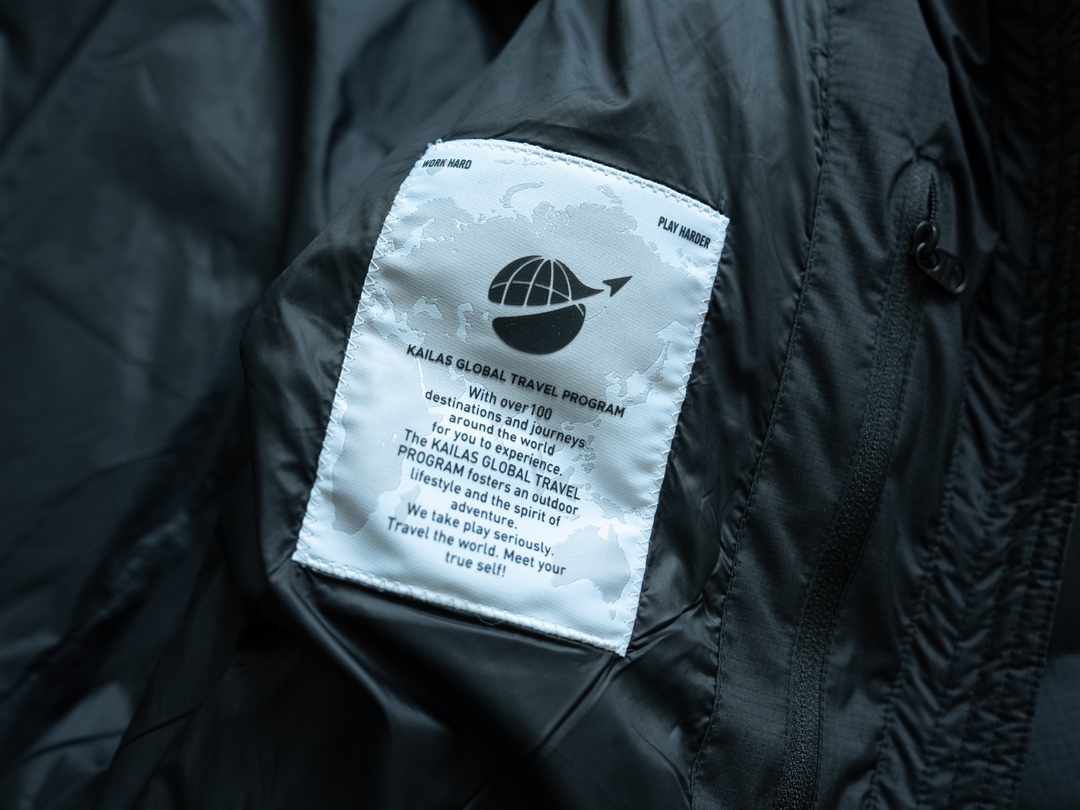 WORK HARD
PLAY HARDER
KAILAS GLOBAL TRAVEL PROGRAM
With over 100
destinations and journeys
around the world
for you to experience.
The KAILAS GLOBAL TRAVEL
PROGRAM fosters an outdoor
lifestyle and the spirit of
adventure.
We take play seriously.
Travel the world. Meet your
true self!